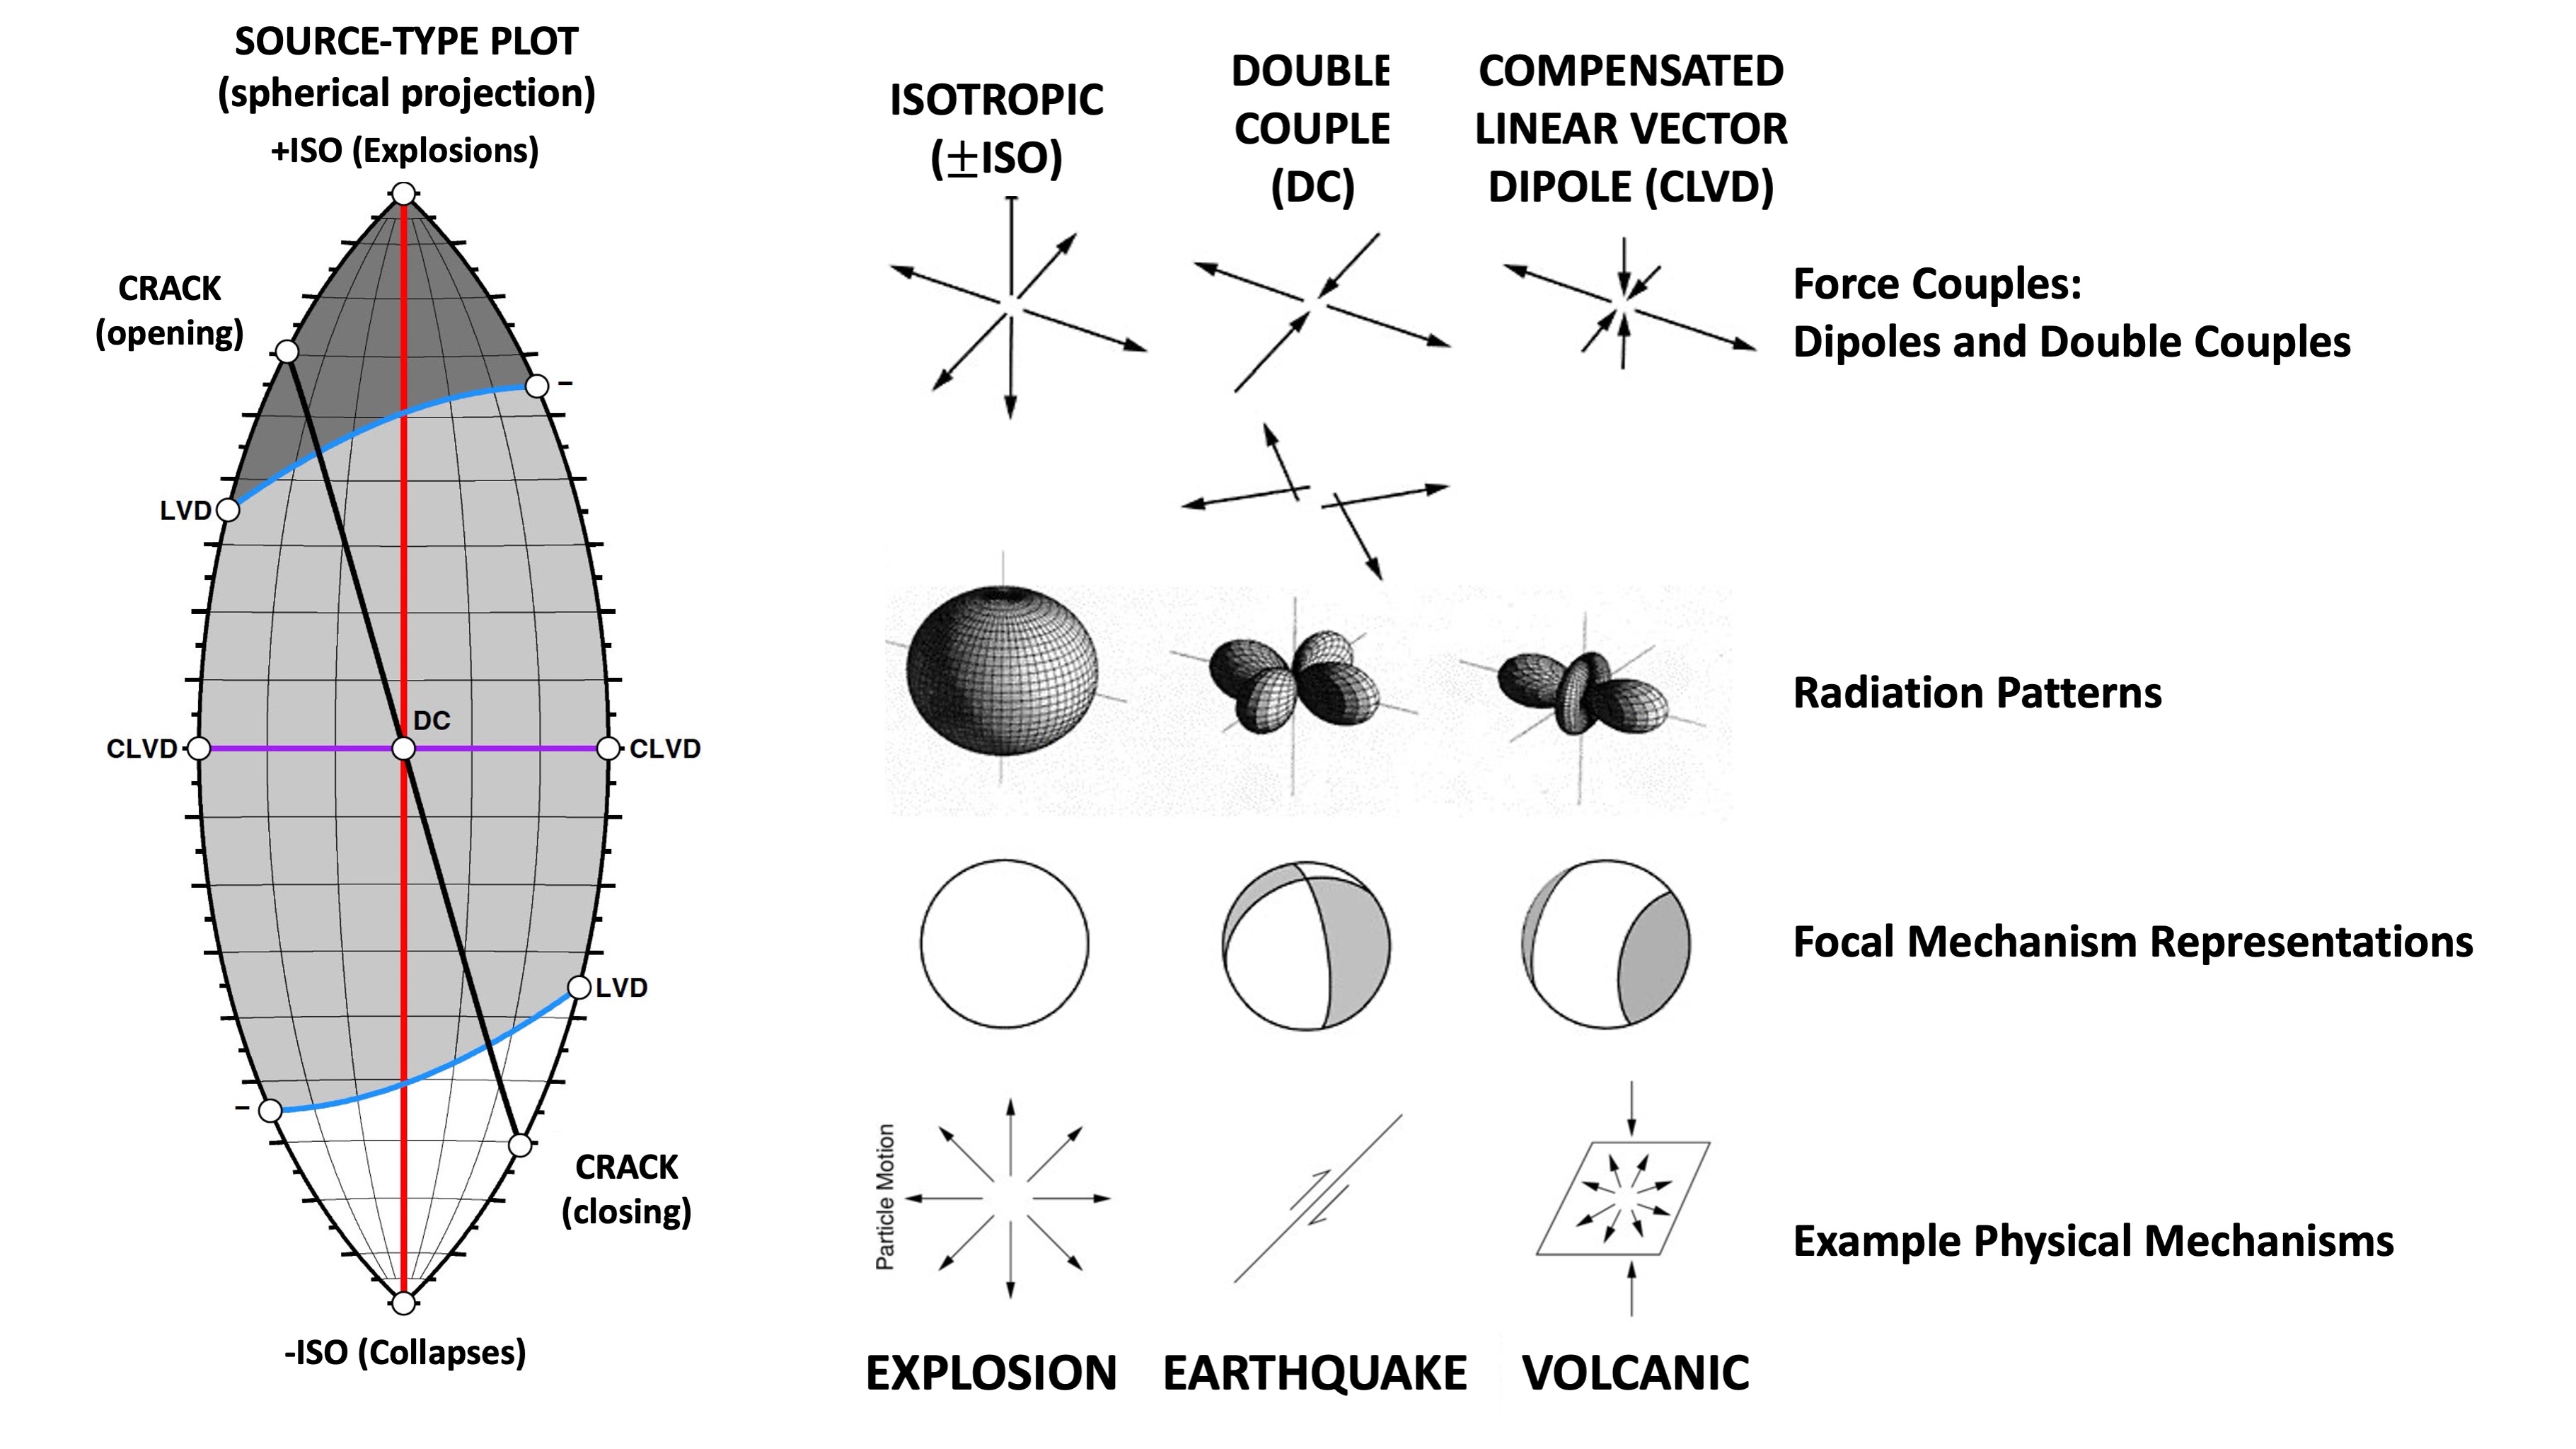 SOURCE-TYPE PLOT
(spherical projection)
+ISO (Explosions)
CRACK
(opening)
–
LVD
DC
CLVD
CLVD
LVD
–
CRACK
(closing)
-ISO (Collapses)
ISOTROPIC
(±ISO)
DOUBLE
COUPLE
(DC)
COMPENSATED
LINEAR VECTOR
DIPOLE (CLVD)
Force Couples:
Dipoles and Double Couples
Radiation Patterns
Focal Mechanism Representations
Particle Motion
Example Physical Mechanisms
EXPLOSION
EARTHQUAKE
VOLCANIC